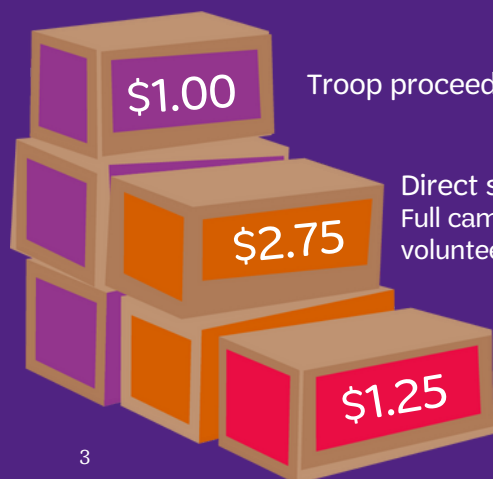 $1.00
Troop proceed
Direct s
Full cam
voluntee
$2.75
$1.25
3